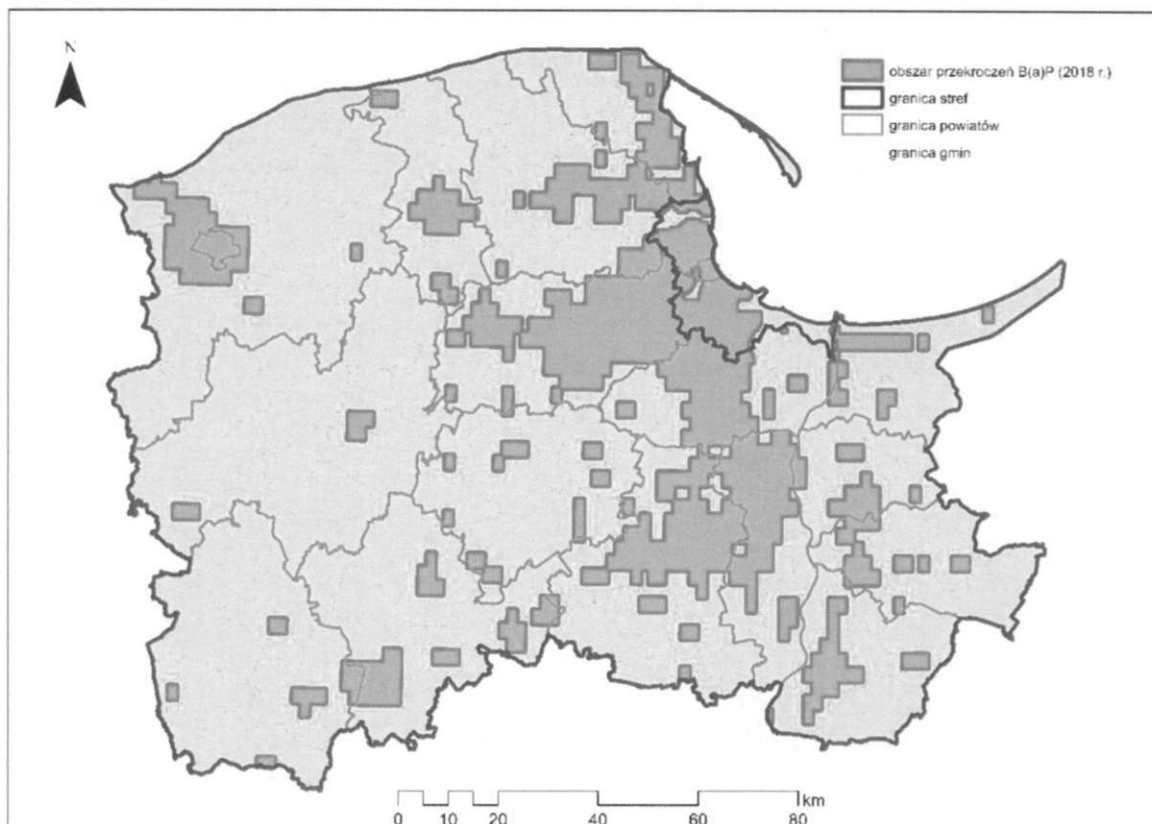 N
obszar przekroczeń B(a)P (2018 r.)
granica stref
granica powiatów
granica gmin
km
0 10 20 40 60 80